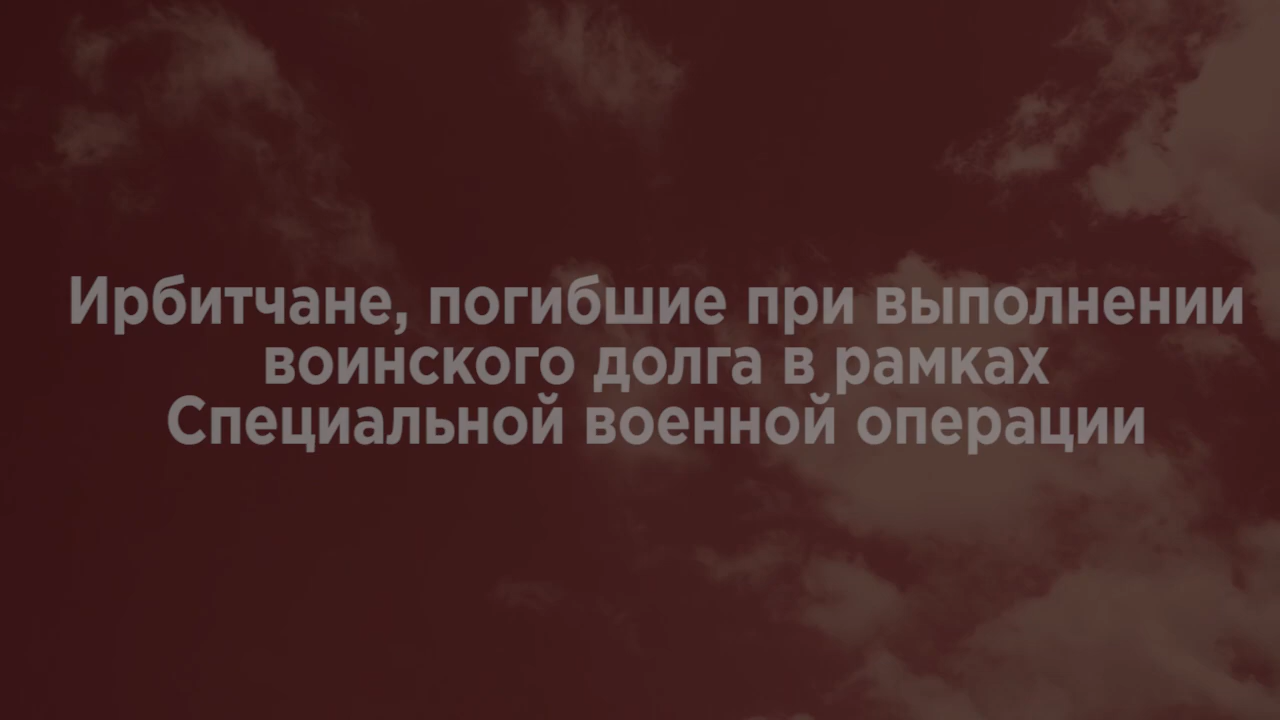 Ирбитчане, погибшие при выполнении
воинского долга в рамках
Специальной военной операции